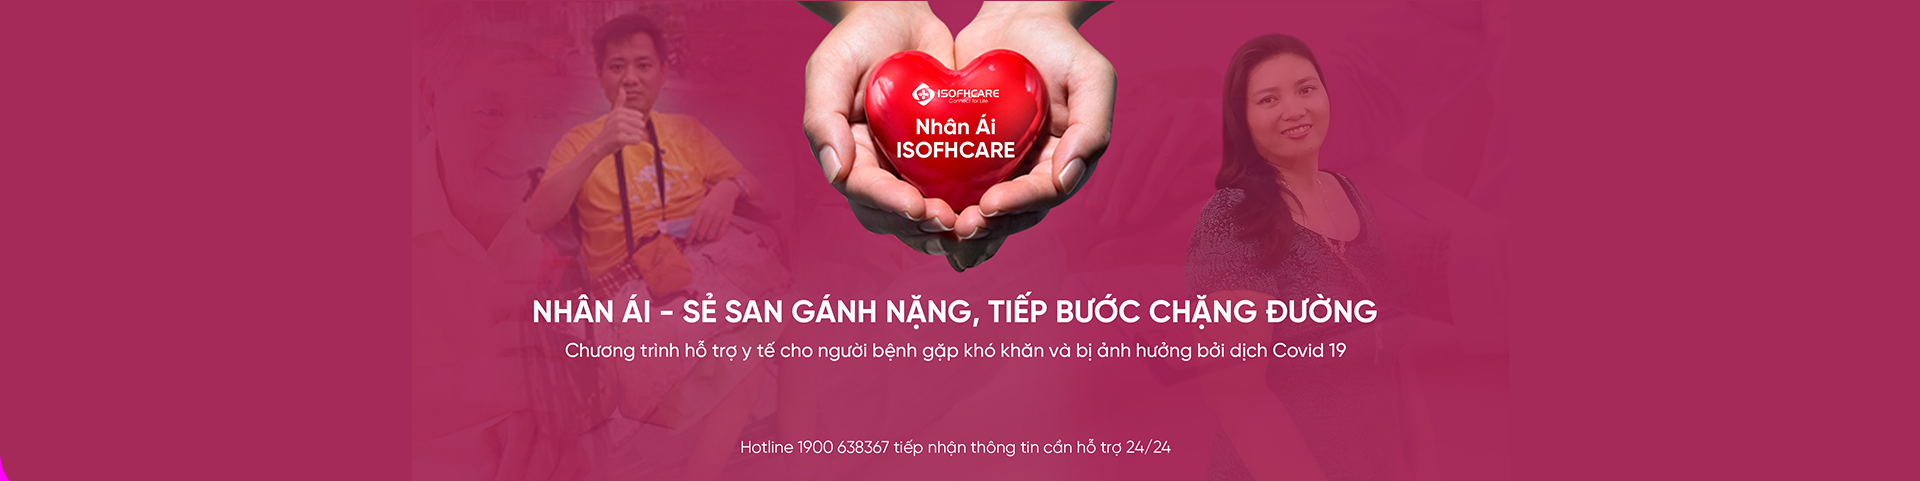 ISOFHCARE
Connect for Life
Nhân Ái
ISOFHCARE
NHÂN ÁI - SẺ SAN GÁNH NẶNG, TIẾP BƯỚC CHẶNG ĐƯỜNG
Chương trình hỗ trợ y tế cho người bệnh gặp khó khăn và bị ảnh hưởng bởi dịch Covid 19
Hotline 1900 638367 tiếp nhận thông tin cần hỗ trợ 24/24